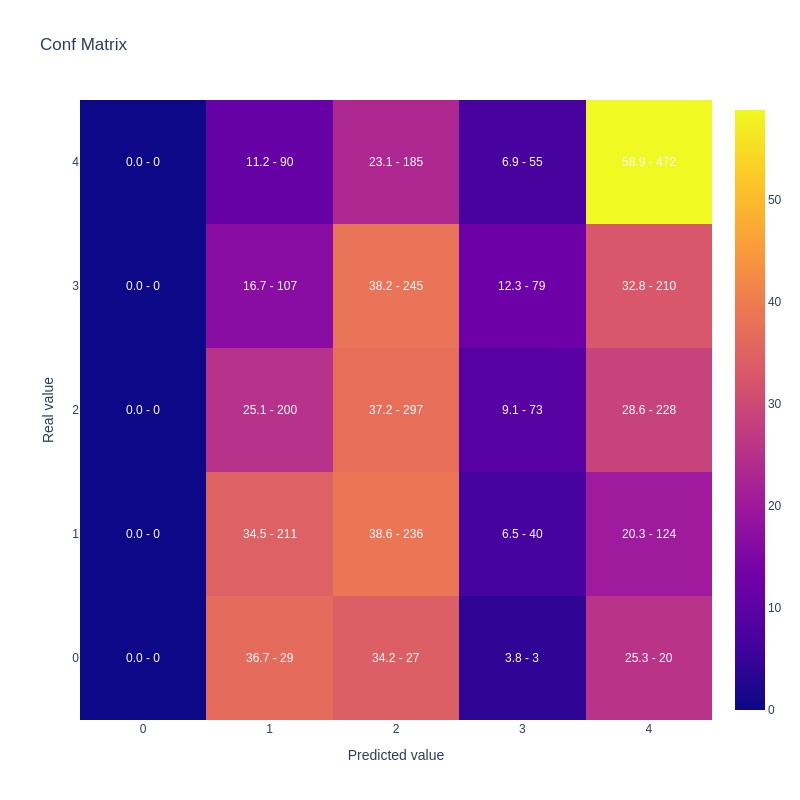 Conf Matrix
4 0.0 - 0 11.2 - 90 23.1 - 185 6.9 - 55 58.9 - 472
3 0.0 - 0 16.7 - 107 38.2 - 245 12.3 - 79 32.8 - 210
2 0.0 - 0 25.1 - 200 37.2 - 297 9.1 - 73 28.6 - 228
1 0.0 - 0 34.5 - 211 38.6 - 236 6.5 - 40 20.3 - 124
0 0.0 - 0 36.7 - 29 34.2 - 27 3.8 - 3 25.3 - 20
0 1 2 3 4
Predicted value
Real value
50
40
30
20
10
0